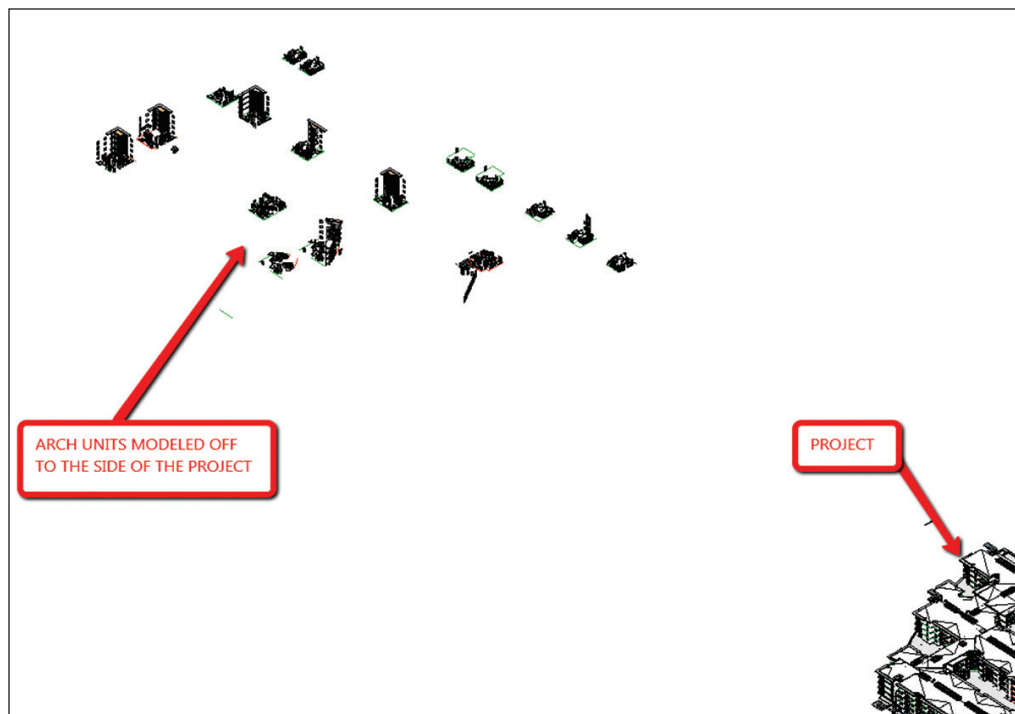 ARCH UNITS MODELED OFF
TO THE SIDE OF THE PROJECT
PROJECT